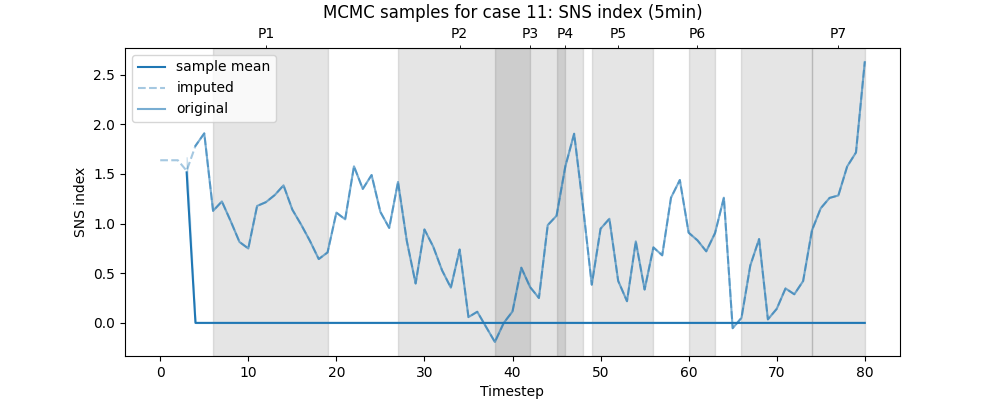 MCMC samples for case 11: SNS index (5min)
P1 P2 P3 P4 P5 P6 P7
sample mean
imputed
original
2.5
2.0
1.5
1.0
0.5
0.0
SNS index
0 10 20 30 40 50 60 70 80
Timestep